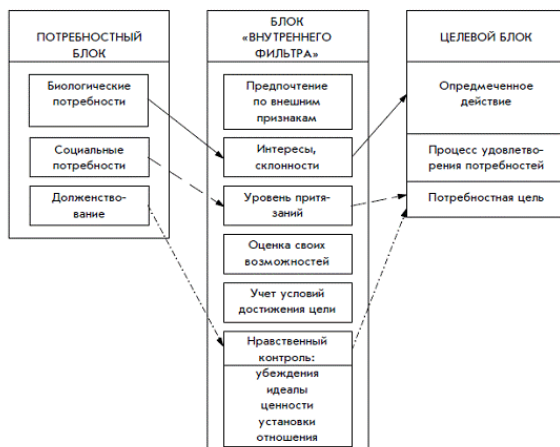 ПОТРЕБНОСТНЫЙ
БЛОК
Биологические
потребности
Социальные
потребности
Долженство-
вание
БЛОК
«ВНУТРЕННЕГО
ФИЛЬТРА»
Предпочтение
по внешним
признакам
Интересы,
склонности
Уровень притя-
заний
Оценка своих
возможностей
Учет условий
достижения цели
Нравственный
контроль:
убеждения
идеалы
ценности
установки
отношения
ЦЕЛЕВОЙ БЛОК
Опредмеченное
действие
Процесс удовлетво-
рения потребностей
Потребностная цель